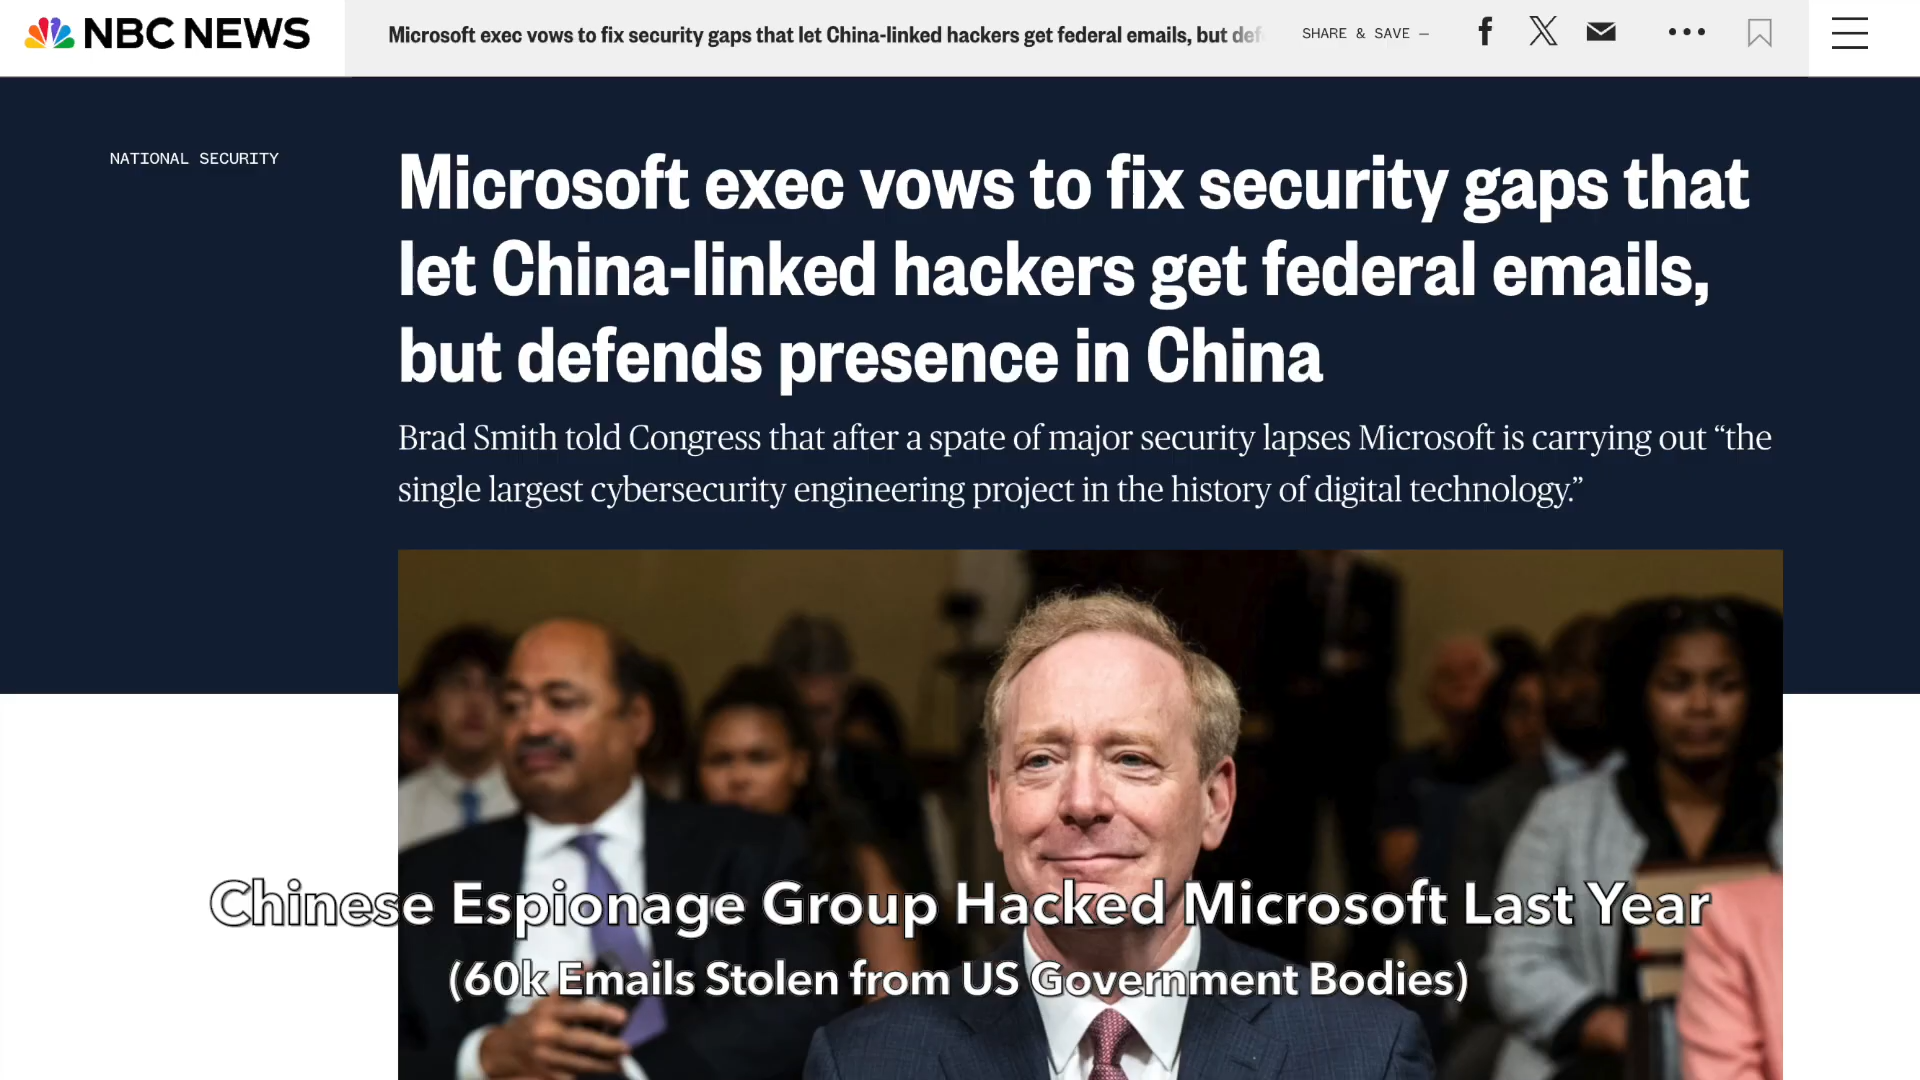 NBC NEWS
Microsoft exec vows to fix security gaps that let China-linked hackers get federal emails, but def
SHARE & SAVE —
NATIONAL SECURITY
Microsoft exec vows to fix security gaps that
let China-linked hackers get federal emails,
but defends presence in China
Brad Smith told Congress that after a spate of major security lapses Microsoft is carrying out “the
single largest cybersecurity engineering project in the history of digital technology.”
Chinese Espionage Group Hacked Microsoft Last Year
(60k Emails Stolen from US Government Bodies)